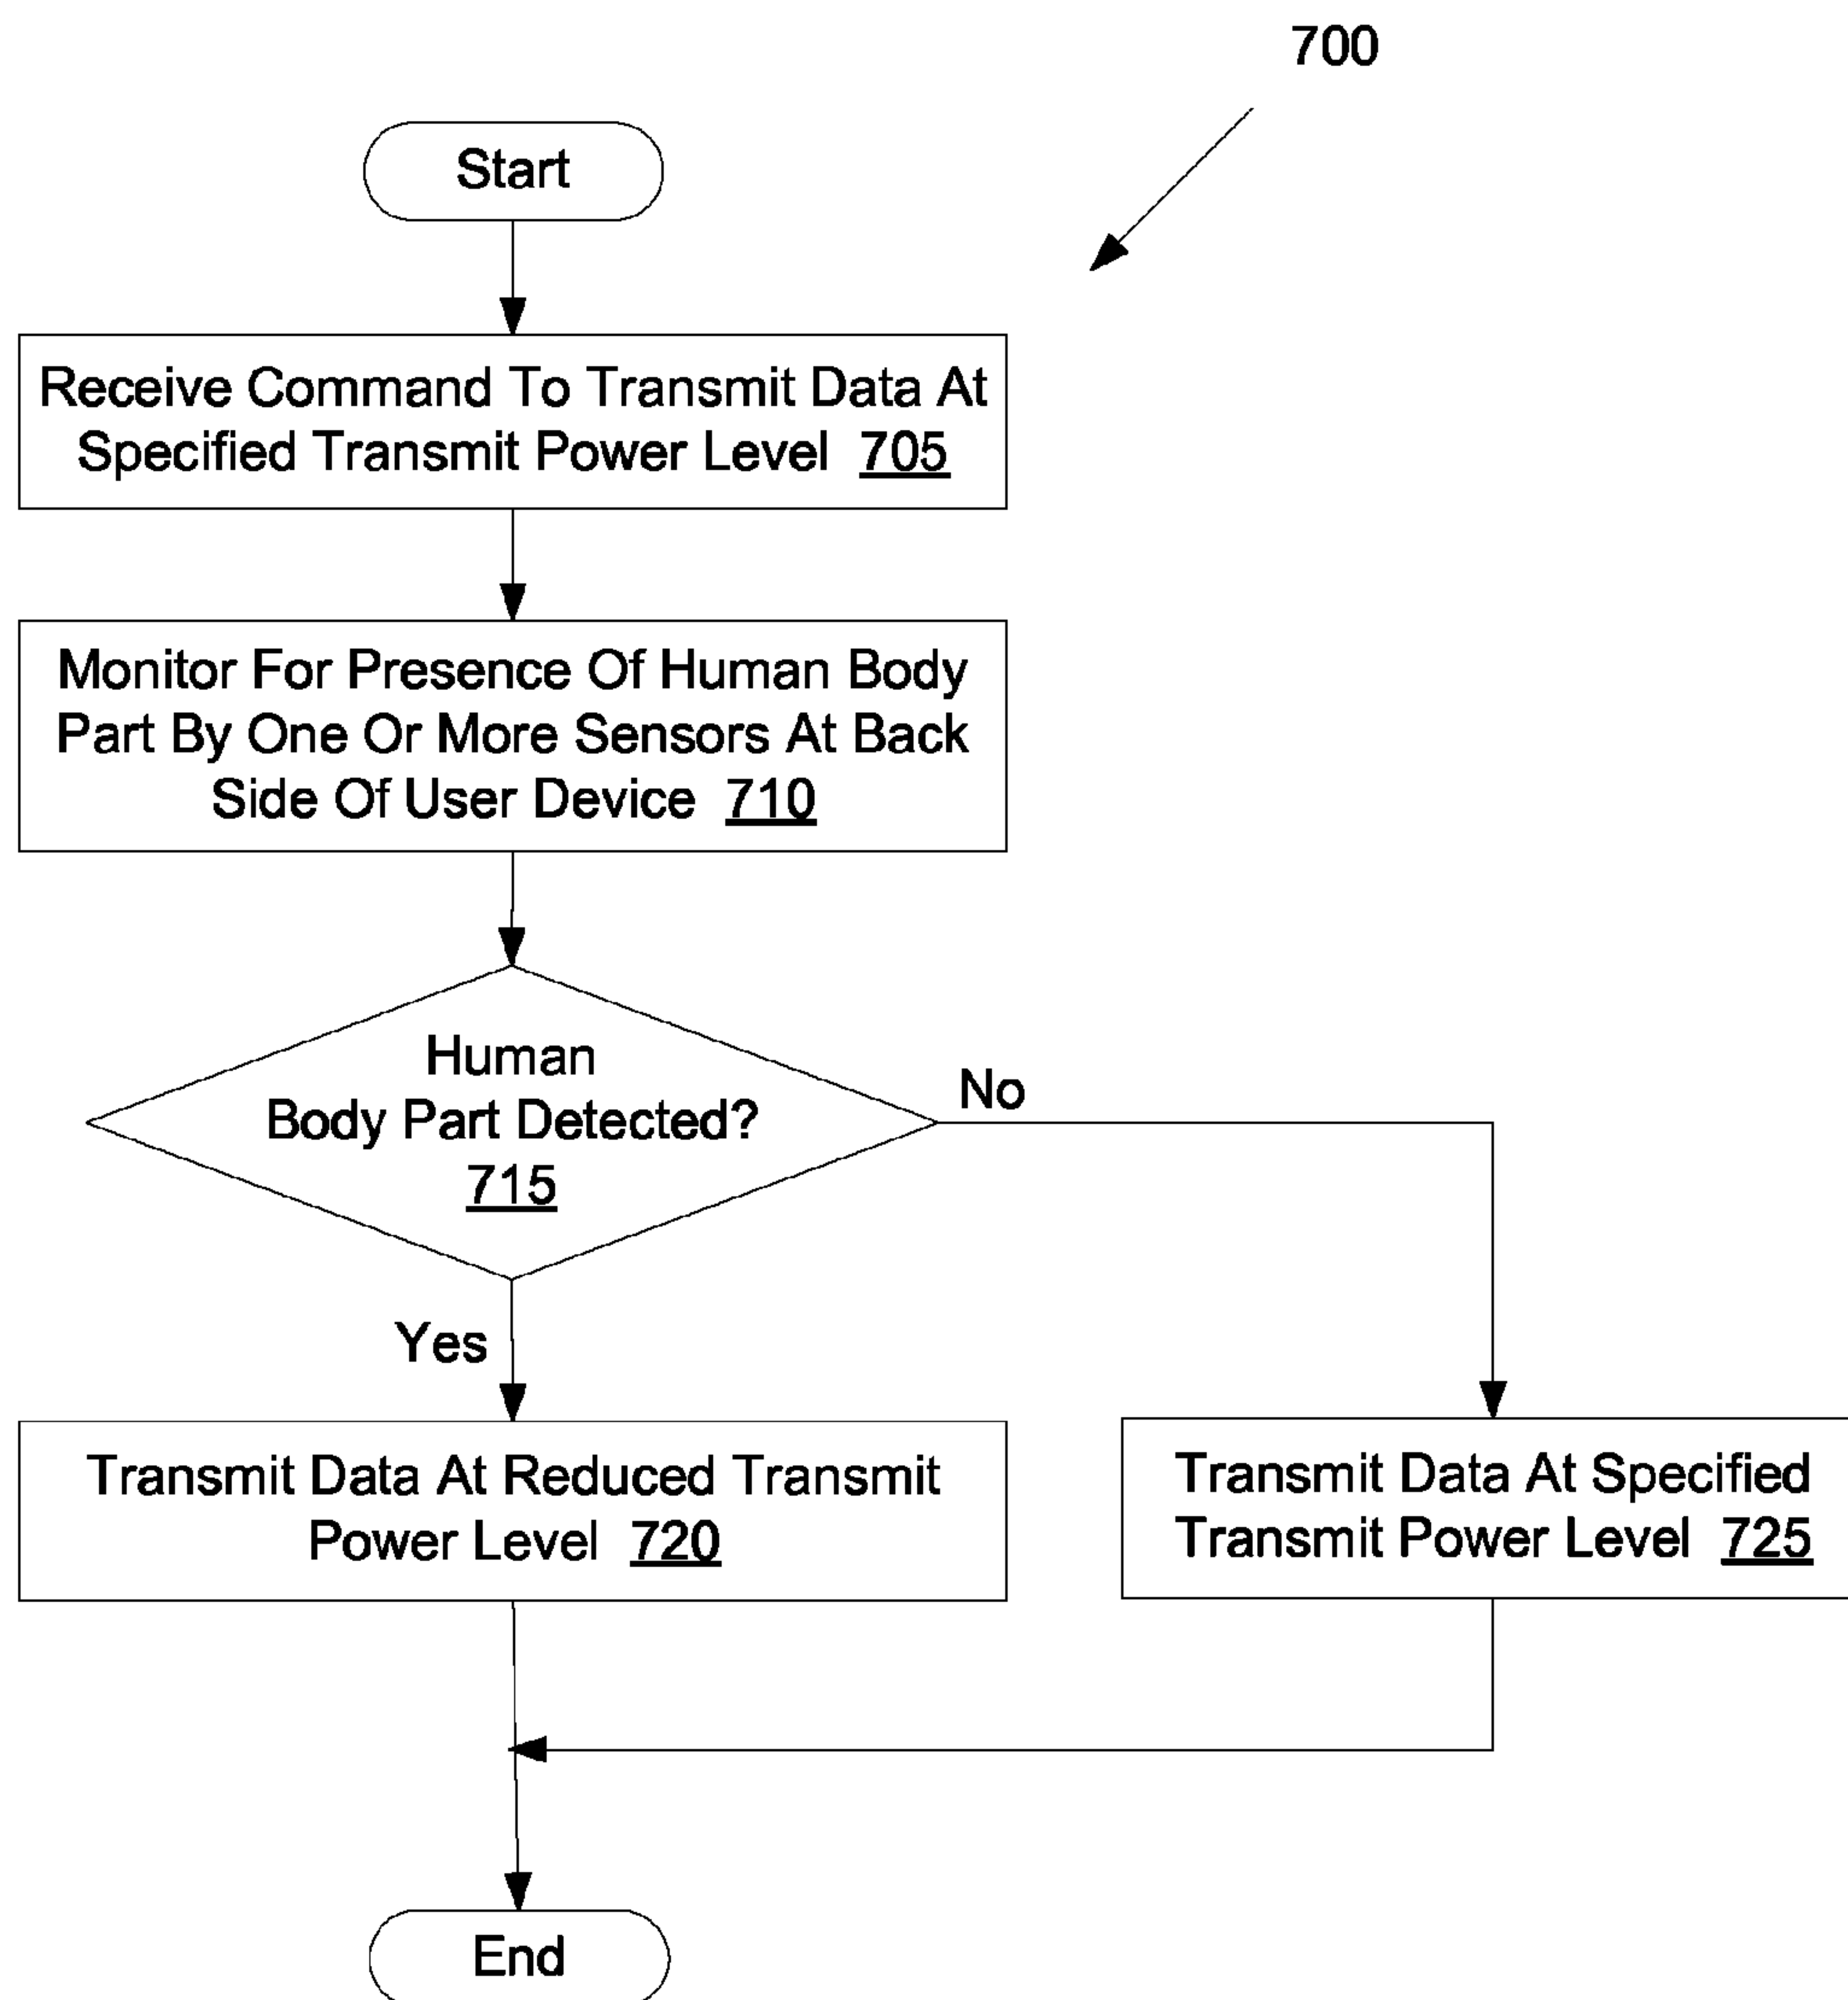 700
Start
Receive Command To Transmit Data At
Specified Transmit Power Level 705
Monitor For Presence Of Human Body
Part By One Or More Sensors At Back
Side Of User Device 710
Human
Body Part Detected?
715
No
Yes
Transmit Data At Reduced Transmit
Power Level 720
Transmit Data At Specified
Transmit Power Level 725
End